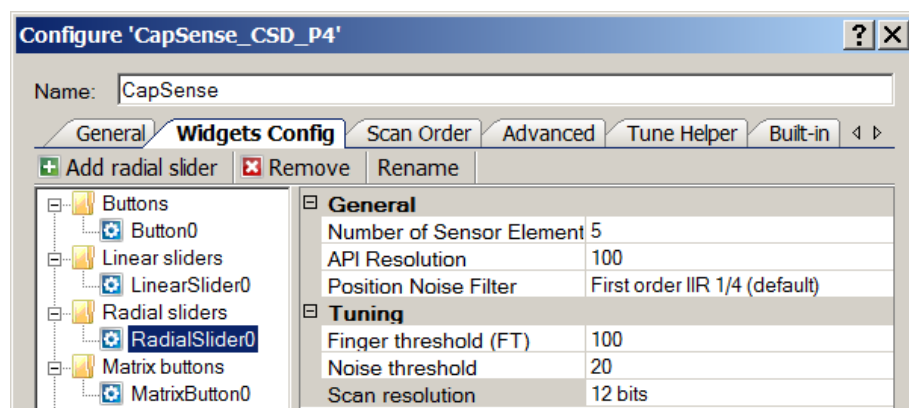 Configure 'CapSense_CSD_P4'
Name: CapSense
General Widgets Config Scan Order Advanced Tune Helper Built-in
Add radial slider Remove Rename
Buttons
Button0
Linear sliders
LinearSlider0
Radial sliders
RadialSlider0
Matrix buttons
MatrixButton0
General
Number of Sensor Element 5
API Resolution 100
Position Noise Filter First order IIR 1/4 (default)
Tuning
Finger threshold (FT) 100
Noise threshold 20
Scan resolution 12 bits